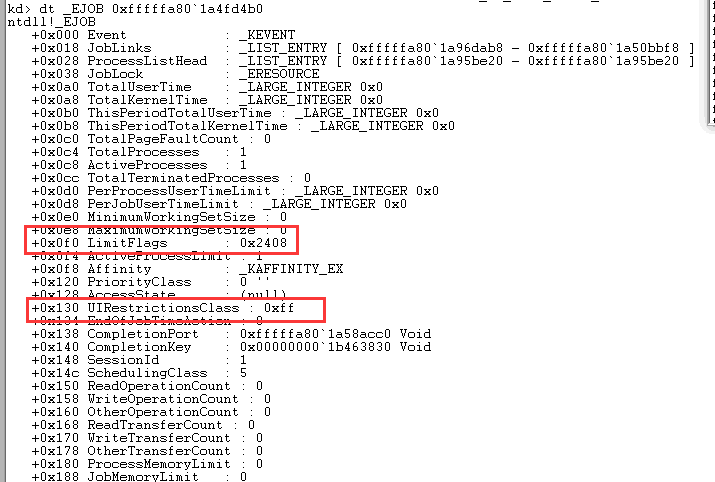 kd> dt _EJOB 0xfffffa80`1a4fd4b0
ntdll!_EJOB
+0x000 Event : _KEVENT
+0x018 JobLinks : _LIST_ENTRY [ 0xfffffa80`1a96dab8 - 0xfffffa80`1a50bbf8 ]
+0x028 ProcessListHead : _LIST_ENTRY [ 0xfffffa80`1a95be20 - 0xfffffa80`1a95be20 ]
+0x038 JobLock : _ERESOURCE
+0x0a0 TotalUserTime : _LARGE_INTEGER 0x0
+0x0a8 TotalKernelTime : _LARGE_INTEGER 0x0
+0x0b0 ThisPeriodTotalUserTime : _LARGE_INTEGER 0x0
+0x0b8 ThisPeriodTotalKernelTime : _LARGE_INTEGER 0x0
+0x0c0 TotalPageFaultCount : 0
+0x0c4 TotalProcesses : 1
+0x0c8 ActiveProcesses : 1
+0x0cc TotalTerminatedProcesses : 0
+0x0d0 PerProcessUserTimeLimit : _LARGE_INTEGER 0x0
+0x0d8 PerJobUserTimeLimit : _LARGE_INTEGER 0x0
+0x0e0 MinimumWorkingSetSize : 0
+0x0e8 MaximumWorkingSetSize : 0
+0x0f0 LimitFlags : 0x2408
+0x0f4 ActiveProcessLimit : 1
+0x0f8 Affinity : _KAFFINITY_EX
+0x120 PriorityClass : 0 ''
+0x128 AccessState : (null)
+0x130 UIRestrictionsClass : 0xff
+0x134 EndOfJobTimeAction : 0
+0x138 CompletionPort : 0xfffffa80`1a58acc0 Void
+0x140 CompletionKey : 0x00000000`1b463830 Void
+0x148 SessionId : 1
+0x14c SchedulingClass : 5
+0x150 ReadOperationCount : 0
+0x158 WriteOperationCount : 0
+0x160 OtherOperationCount : 0
+0x168 ReadTransferCount : 0
+0x170 WriteTransferCount : 0
+0x178 OtherTransferCount : 0
+0x180 ProcessMemoryLimit : 0
+0x188 JobMemoryLimit : 0